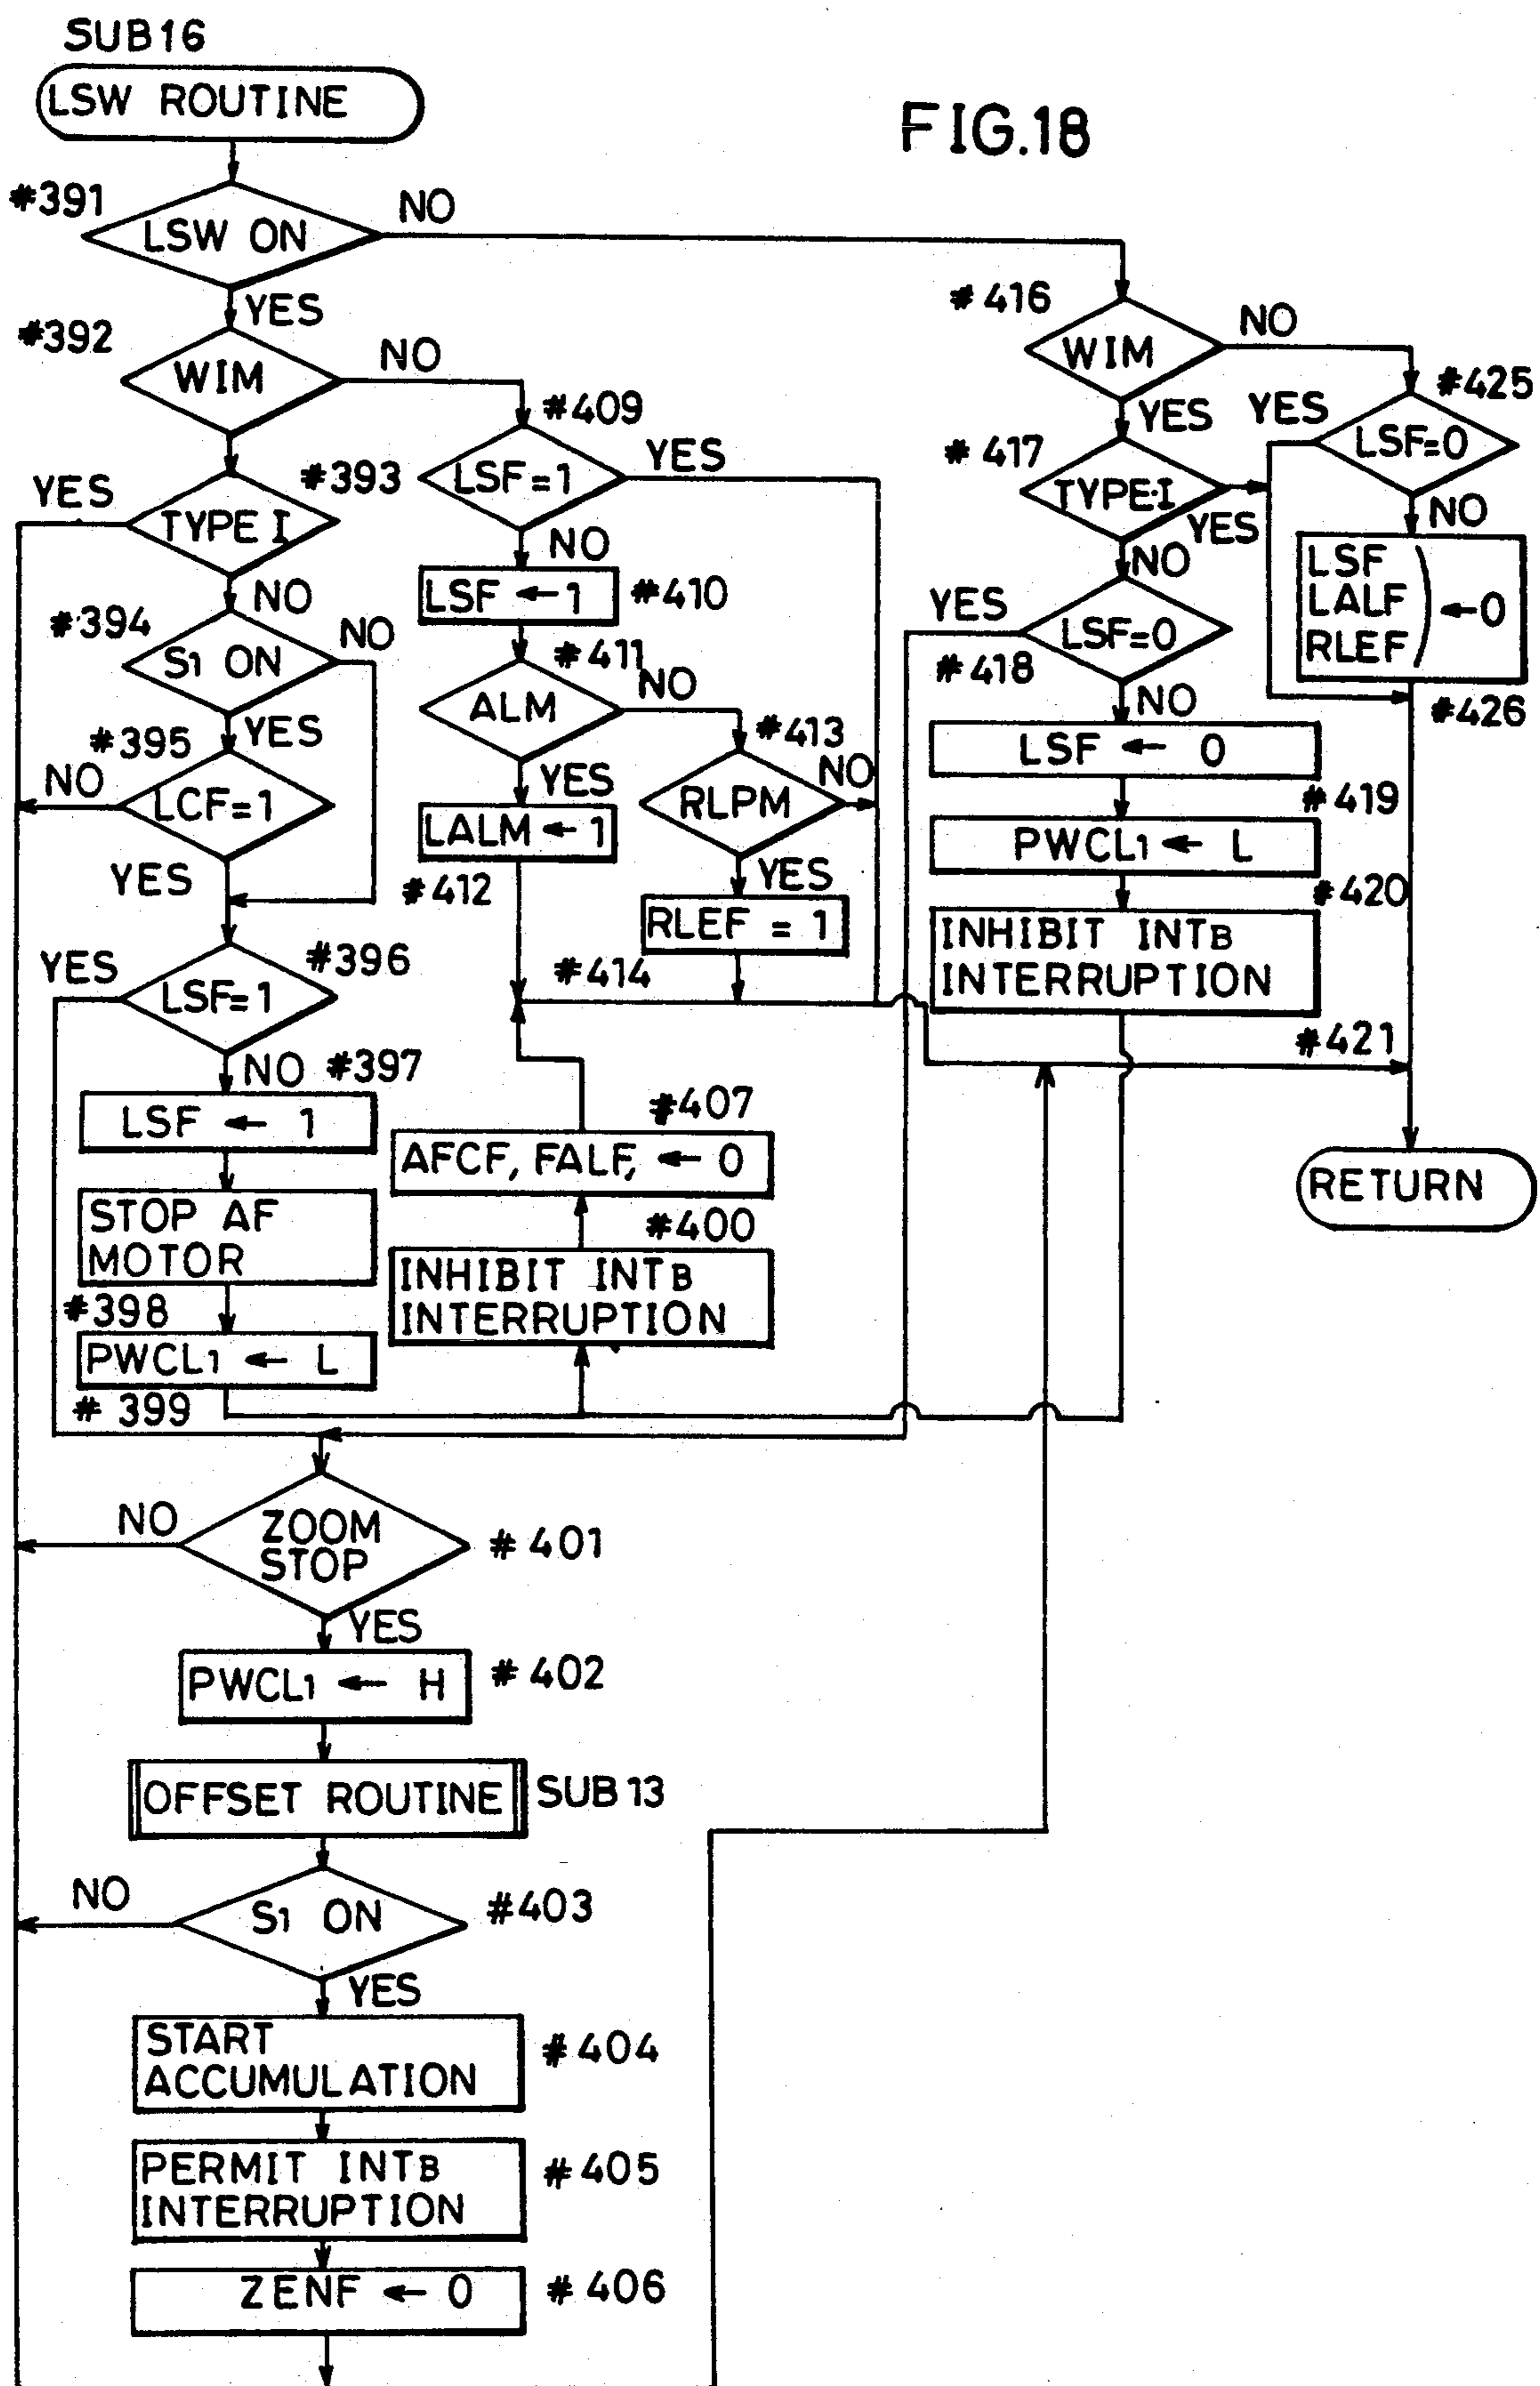 SUB16
LSW ROUTINE
FIG.18
#391
LSW ON
NO
YES
#392
WIM
NO
#393
TYPE I
YES
NO
#394
S1 ON
NO
YES
#395
LCF=1
NO
YES
#396
LSF=1
YES
NO
#397
LSF ← 1
STOP AF
MOTOR
#398
PWCL1 ← L
# 399
#409
LSF=1
YES
NO
LSF ←1
#410
#411
ALM
NO
YES
LALM ← 1
#412
#413
RLPM
NO
YES
RLEF = 1
#414
#407
AFCF, FALF, ← 0
#400
INHIBIT INTB
INTERRUPTION
#416
WIM
NO
YES
#417
TYPE·I
YES
NO
#418
LSF=0
YES
NO
LSF ← 0
#419
PWCL1 ← L
#420
INHIBIT INTB
INTERRUPTION
#421
#425
LSF=0
YES
NO
LSF
LALF
RLEF
) ←0
#426
RETURN
ZOOM
STOP
NO
# 401
YES
PWCL1 ← H
# 402
OFFSET ROUTINE
SUB 13
S1 ON
NO
#403
YES
START
ACCUMULATION
# 404
PERMIT INTB
INTERRUPTION
# 405
ZENF ← 0
# 406